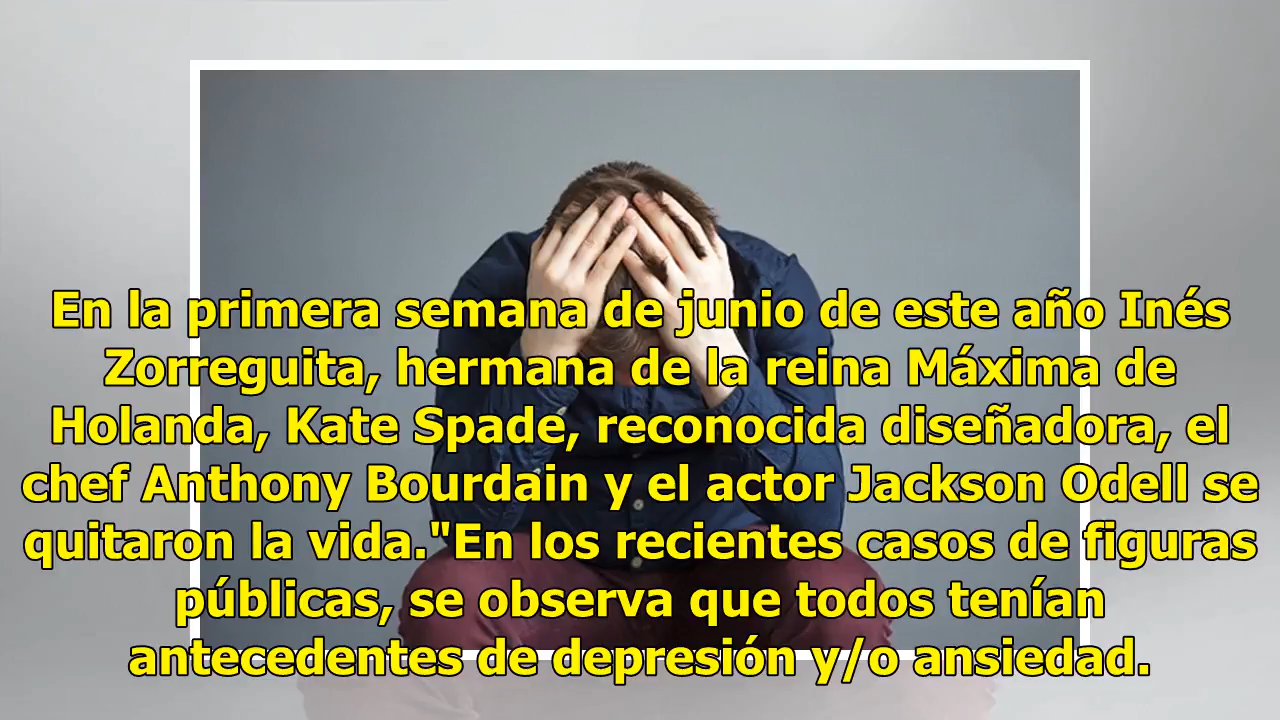 En la primera semana de junio de este año Inés
Zorreguita, hermana de la reina Máxima de
Holanda, Kate Spade, reconocida diseñadora, el
chef Anthony Bourdain y el actor Jackson Odell se
quitaron la vida."En los recientes casos de figuras
públicas, se observa que todos tenían
antecedentes de depresión y/o ansiedad.